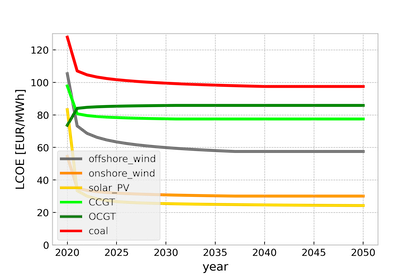 LCOE [EUR/MWh]
120
100
80
60
40
20
0
offshore_wind
onshore_wind
solar_PV
CCGT
OCGT
coal
2020 2025 2030 2035 2040 2045 2050
year